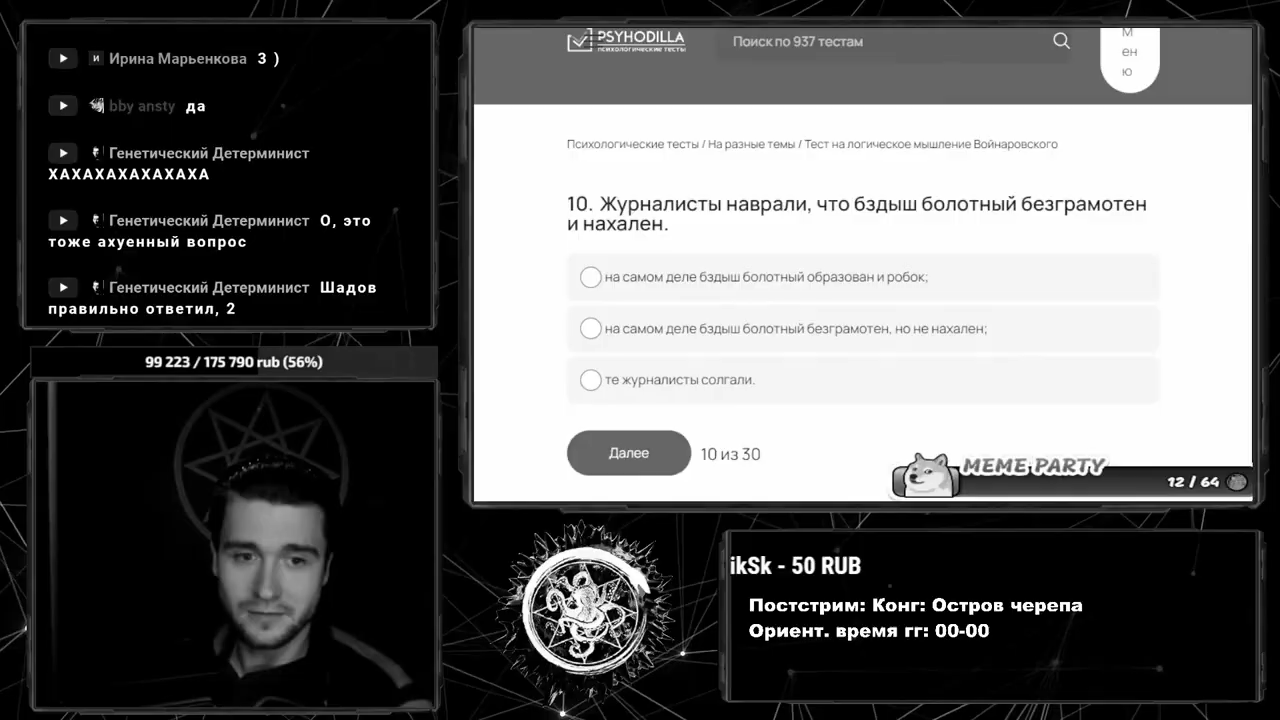 Ирина Марьенкова 3 )
bby ansty да
Генетический Детерминист
ХАХАХАХАХАХАХА
Генетический Детерминист О, это
тоже ахуенный вопрос
Генетический Детерминист Шадов
правильно ответил, 2
99 223 / 175 790 rub (56%)
PSYHODILLA
ПСИХОЛОГИЧЕСКИЕ ТЕСТЫ
Поиск по 937 тестам
М
ен
ю
Психологические тесты / На разные темы / Тест на логическое мышление Войнаровского
10. Журналисты наврали, что бздыш болотный безграмотен
и нахален.
на самом деле бздыш болотный образован и робок;
на самом деле бздыш болотный безграмотен, но не нахален;
те журналисты солгали.
Далее
10 из 30
MEME PARTY
12 / 64
ikSk - 50 RUB
Постстрим: Конг: Остров черепа
Ориент. время гг: 00-00